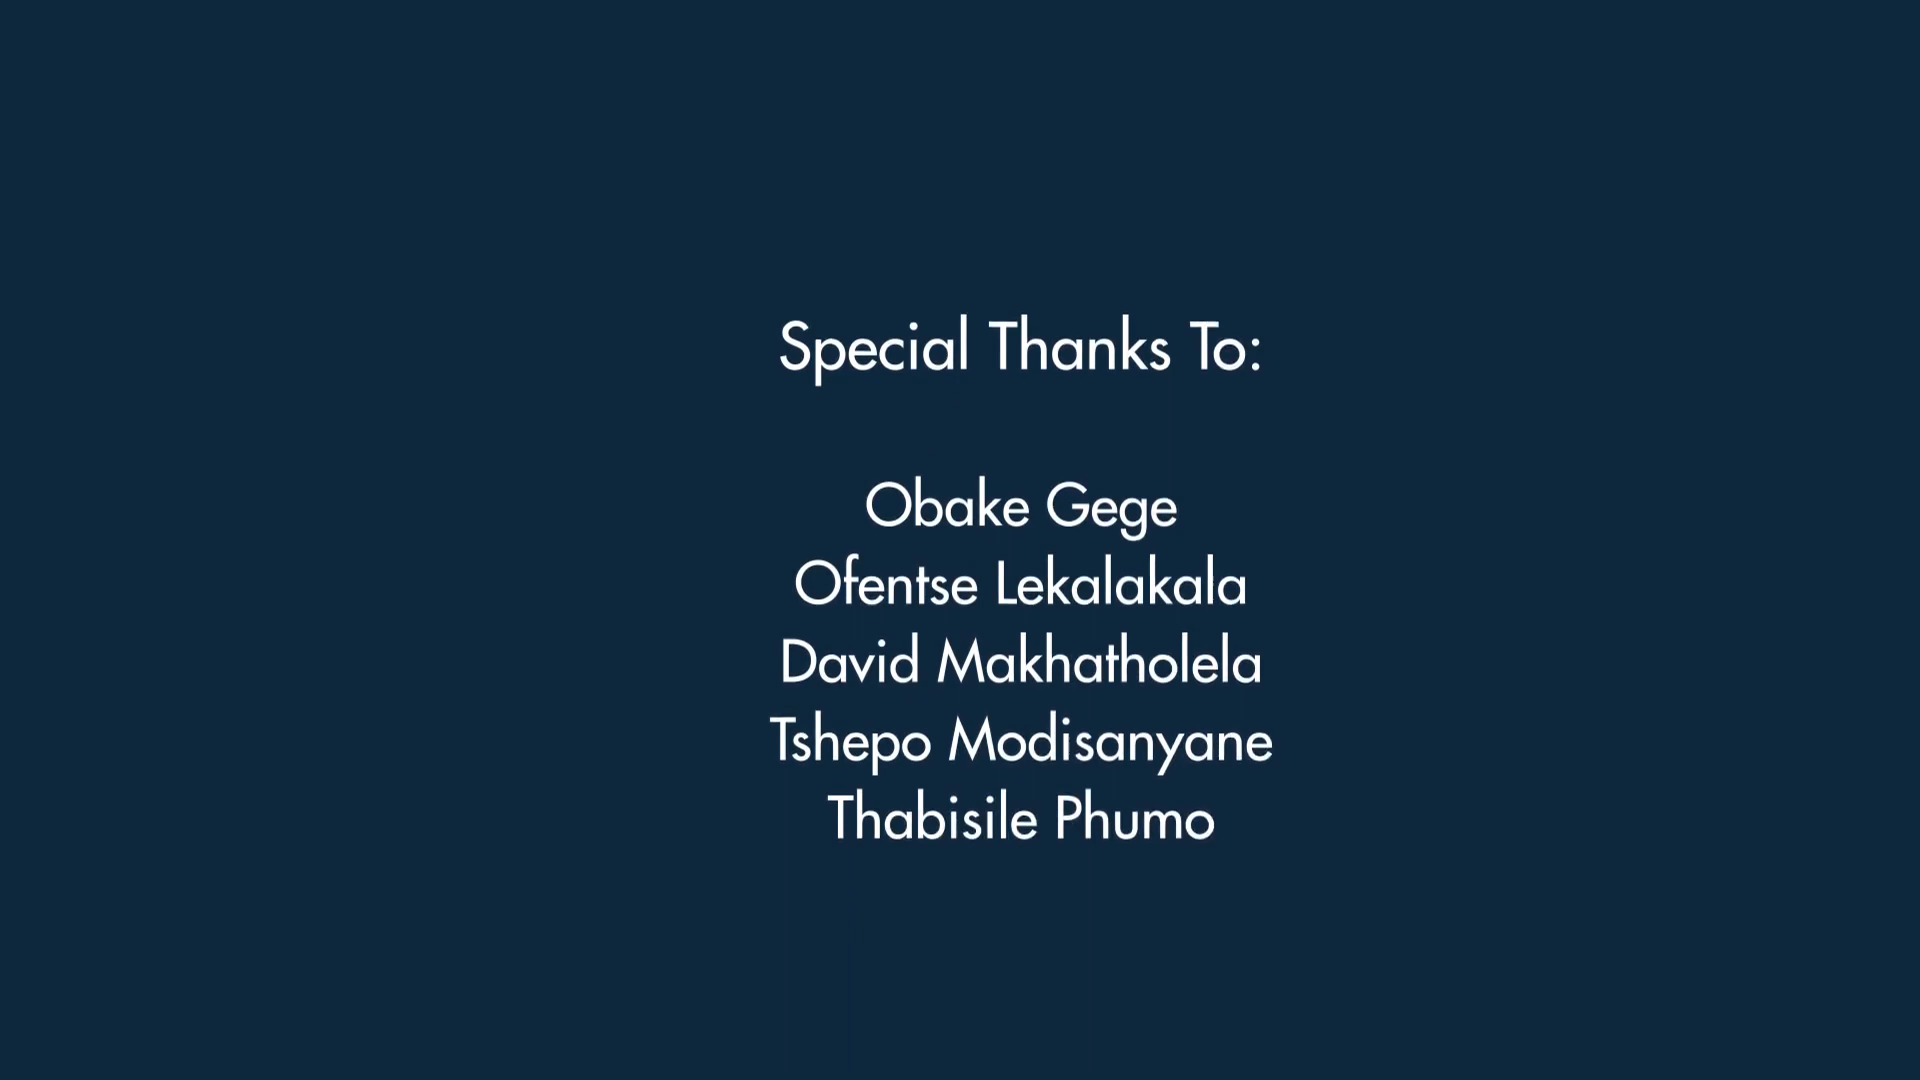 Special Thanks To:
Obake Gege
Ofentse Lekalakala
David Makhatholela
Tshepo Modisanyane
Thabisile Phumo